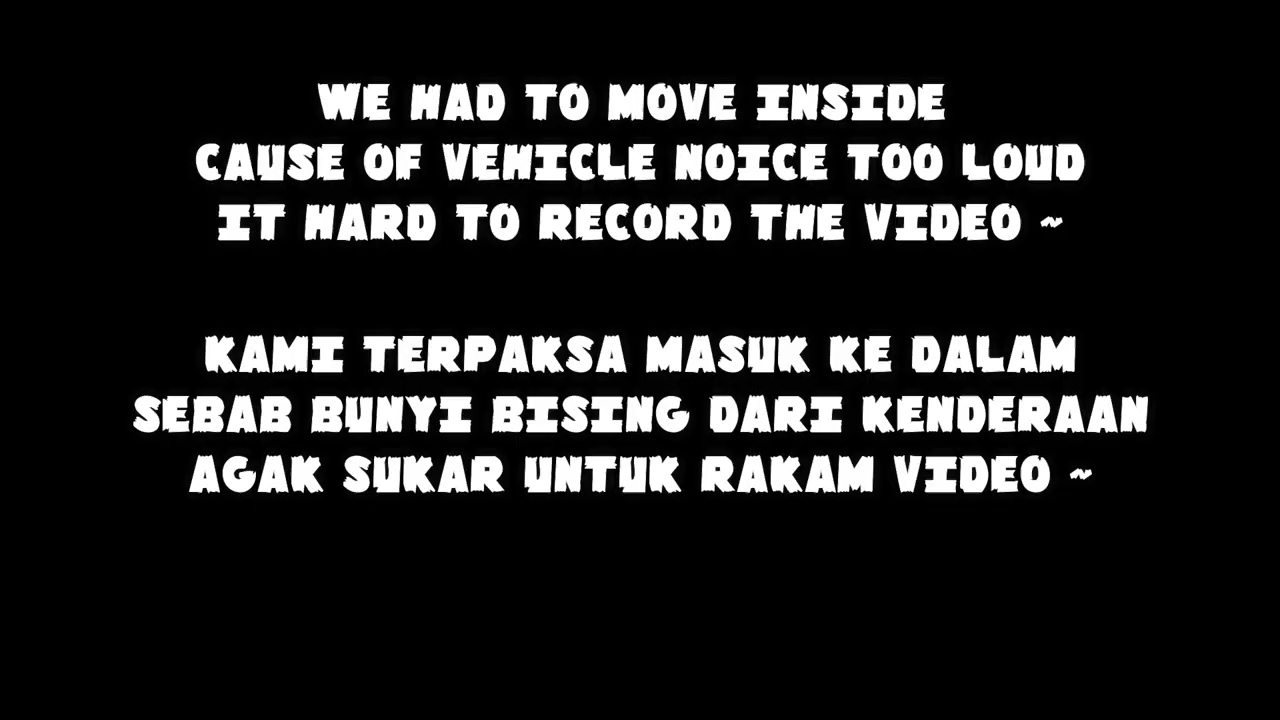 WE HAD TO MOVE INSIDE
CAUSE OF VEHICLE NOICE TOO LOUD
IT HARD TO RECORD THE VIDEO ~
KAMI TERPAKSA MASUK KE DALAM
SEBAB BUNYI BISING DARI KENDERAAN
AGAK SUKAR UNTUK RAKAM VIDEO ~